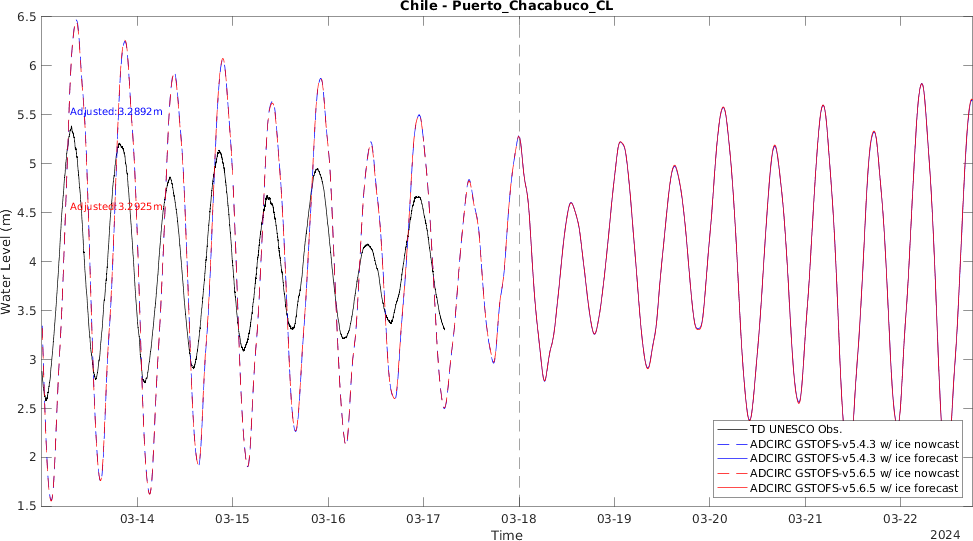 Chile - Puerto_Chacabuco_CL
6.5
6
5.5
5
4.5
4
3.5
3
2.5
2
1.5
Water Level (m)
Adjusted:3.2892m
Adjusted:3.2925m
TD UNESCO Obs.
ADCIRC GSTOFS-v5.4.3 w/ ice nowcast
ADCIRC GSTOFS-v5.4.3 w/ ice forecast
ADCIRC GSTOFS-v5.6.5 w/ ice nowcast
ADCIRC GSTOFS-v5.6.5 w/ ice forecast
03-14 03-15 03-16 03-17 03-18 03-19 03-20 03-21 03-22
Time
2024